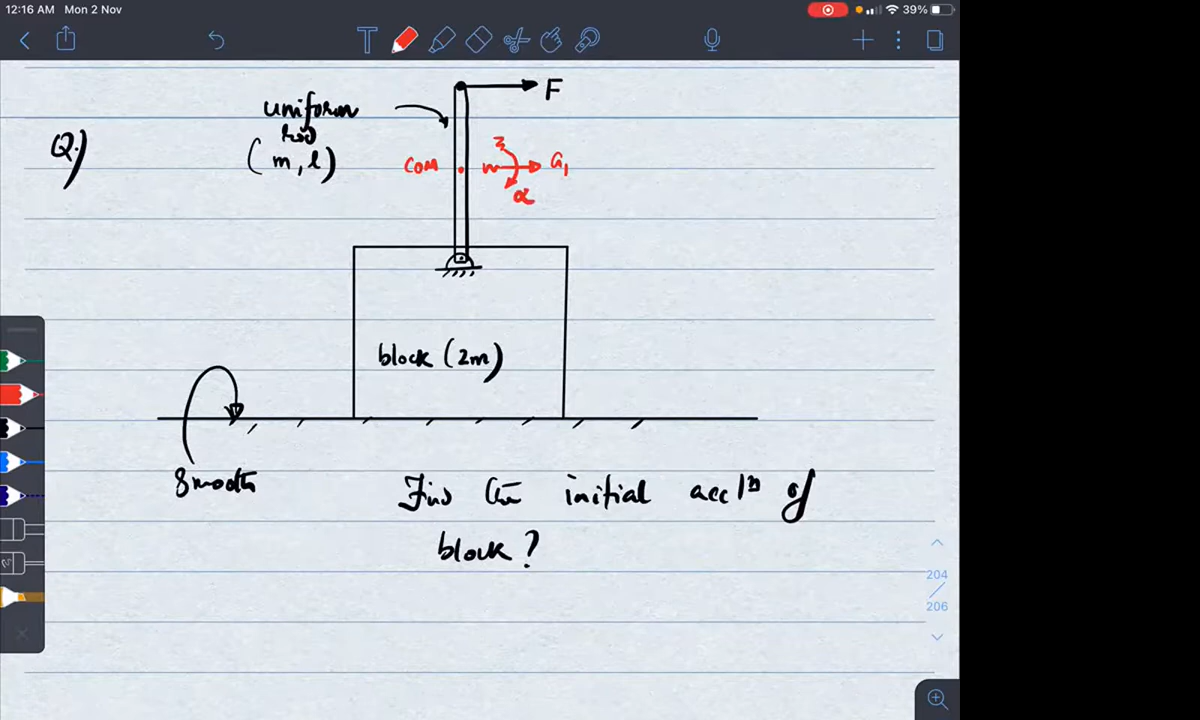 12:16 AM Mon 2 Nov
39%
T
F
uniform
rod
(m, l)
Q.)
COM
a₁
α
block (2m)
Smooth
Find the initial accⁿ of
block?
204
206